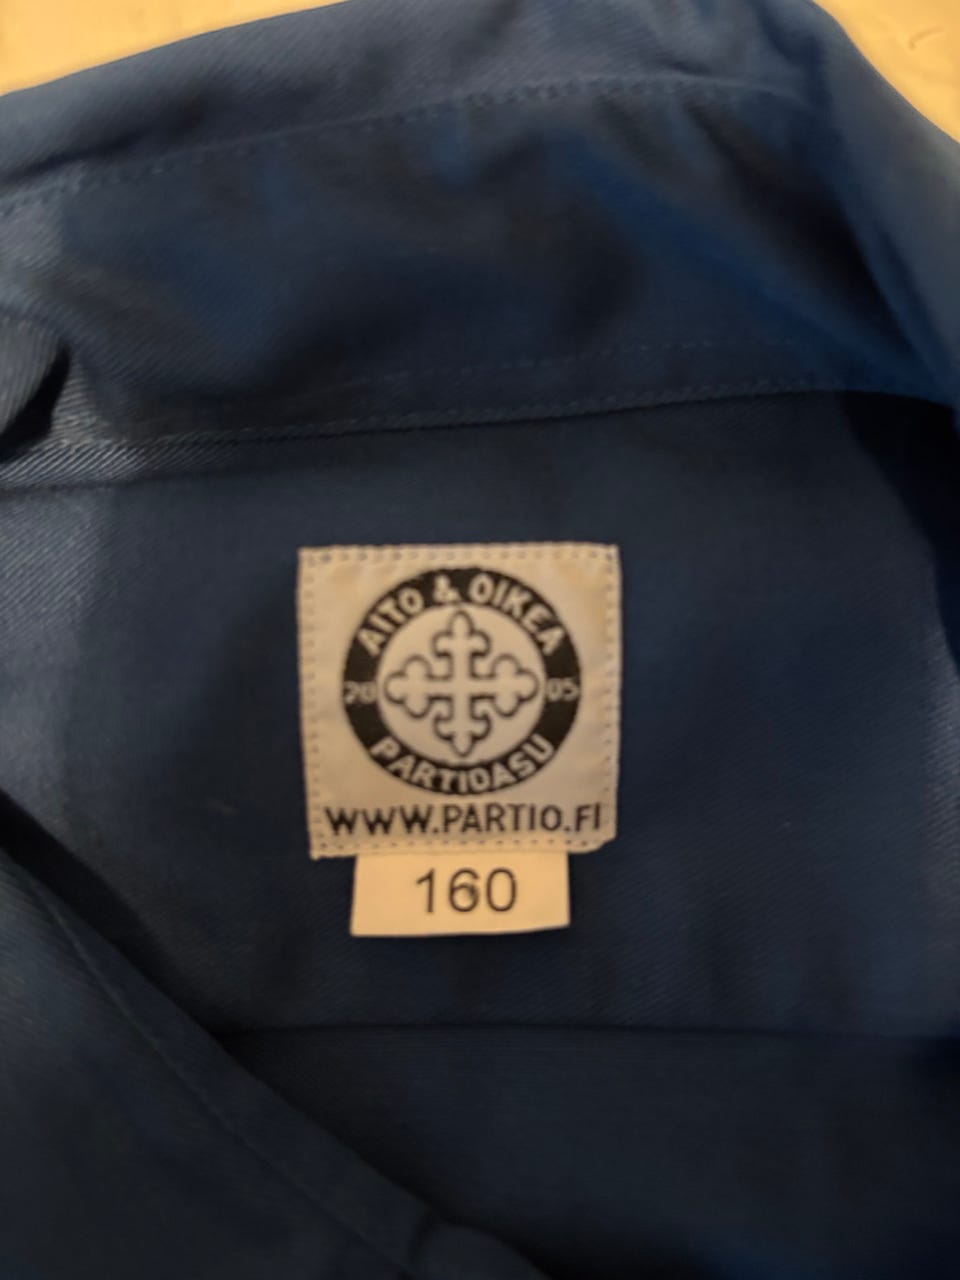 AITO & OIKEA
20 05
PARTIOASU
WWW.PARTIO.FI
160